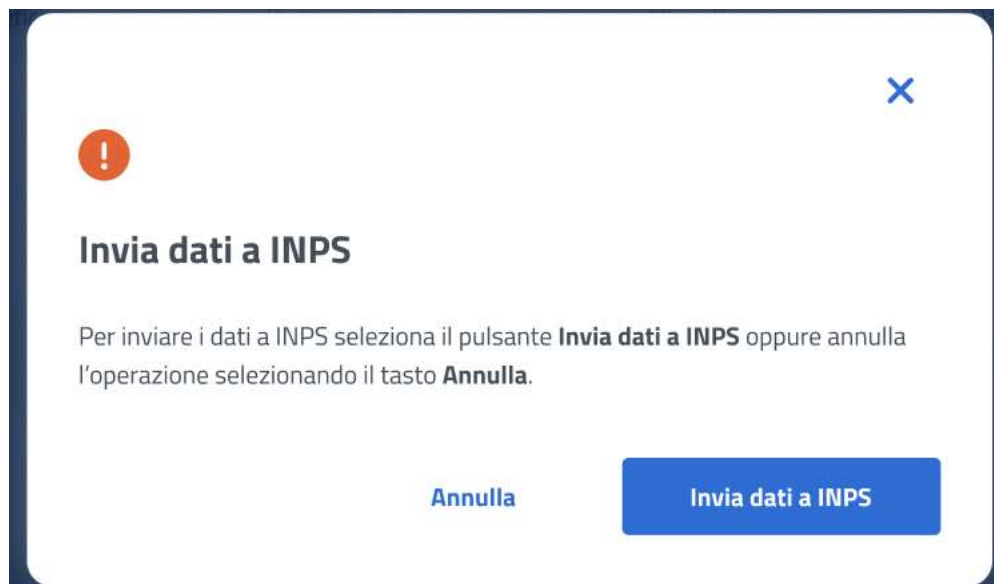 Invia dati a INPS
Per inviare i dati a INPS seleziona il pulsante Invia dati a INPS oppure annulla
l'operazione selezionando il tasto Annulla.
Annulla
Invia dati a INPS